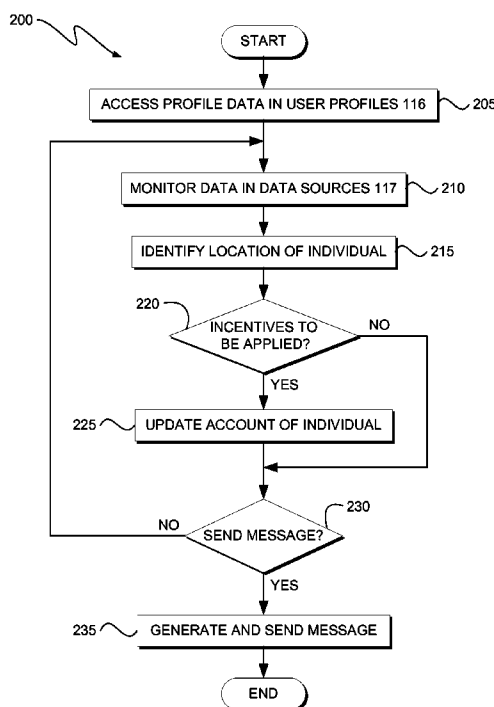 200
START
ACCESS PROFILE DATA IN USER PROFILES 116
205
MONITOR DATA IN DATA SOURCES 117
210
IDENTIFY LOCATION OF INDIVIDUAL
215
220
INCENTIVES TO
BE APPLIED?
NO
YES
225
UPDATE ACCOUNT OF INDIVIDUAL
230
NO
SEND MESSAGE?
YES
235
GENERATE AND SEND MESSAGE
END